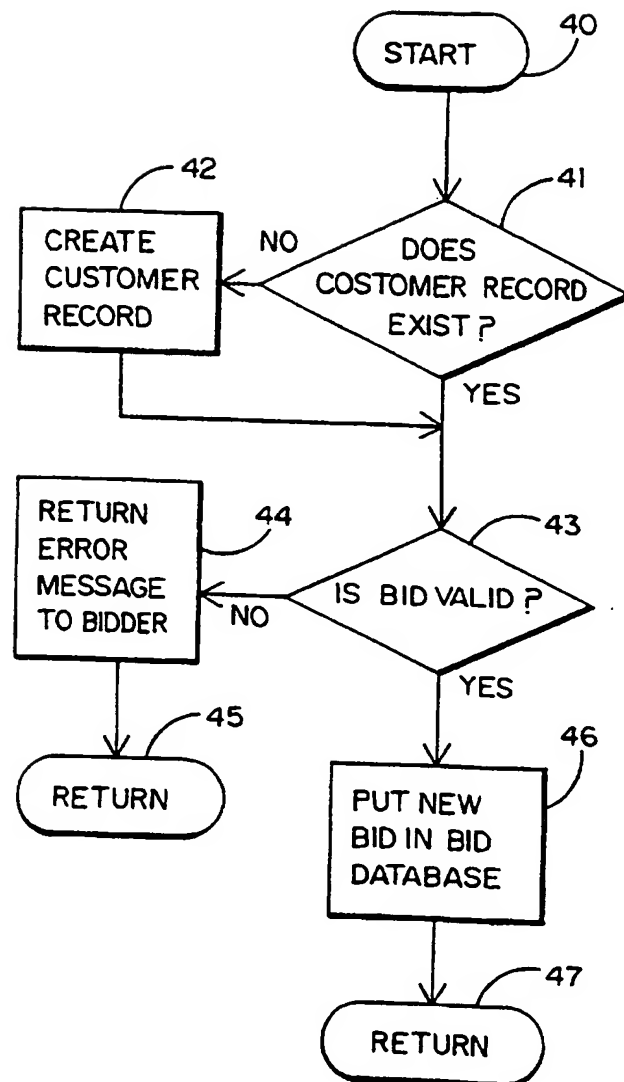 40
START
42
41
CREATE
CUSTOMER
RECORD
NO
DOES
COSTOMER RECORD
EXIST?
YES
RETURN
ERROR
MESSAGE
TO BIDDER
44
43
IS BID VALID?
NO
YES
45
RETURN
46
PUT NEW
BID IN BID
DATABASE
47
RETURN